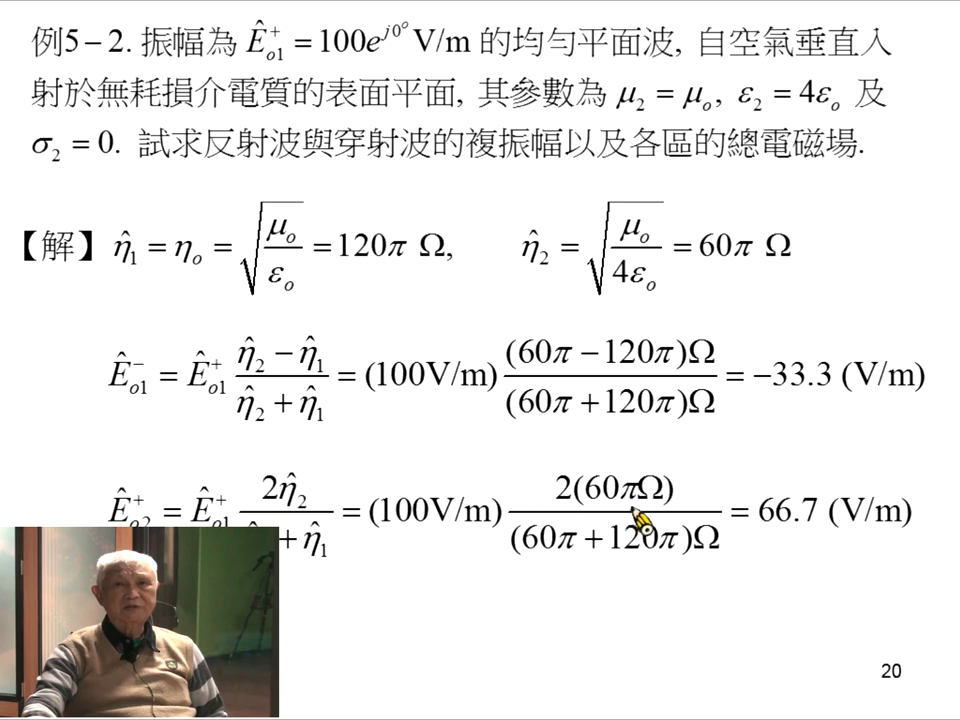 例5－2. 振幅為 Ê⁺ₒ₁ = 100e^{j0°} V/m 的均勻平面波, 自空氣垂直入
射於無耗損介電質的表面平面, 其參數為 μ₂ = μₒ, ε₂ = 4εₒ 及
σ₂ = 0. 試求反射波與穿射波的複振幅以及各區的總電磁場.
【解】 η̂₁ = ηₒ = √(μₒ/εₒ) = 120π Ω, η̂₂ = √(μₒ/4εₒ) = 60π Ω
Ê⁻ₒ₁ = Ê⁺ₒ₁ (η̂₂ − η̂₁)/(η̂₂ + η̂₁) = (100V/m) (60π − 120π)Ω/(60π + 120π)Ω = −33.3 (V/m)
Ê⁺ₒ₂ = Ê⁺ₒ₁ 2η̂₂/( + η̂₁) = (100V/m) 2(60πΩ)/(60π + 120π)Ω = 66.7 (V/m)
20